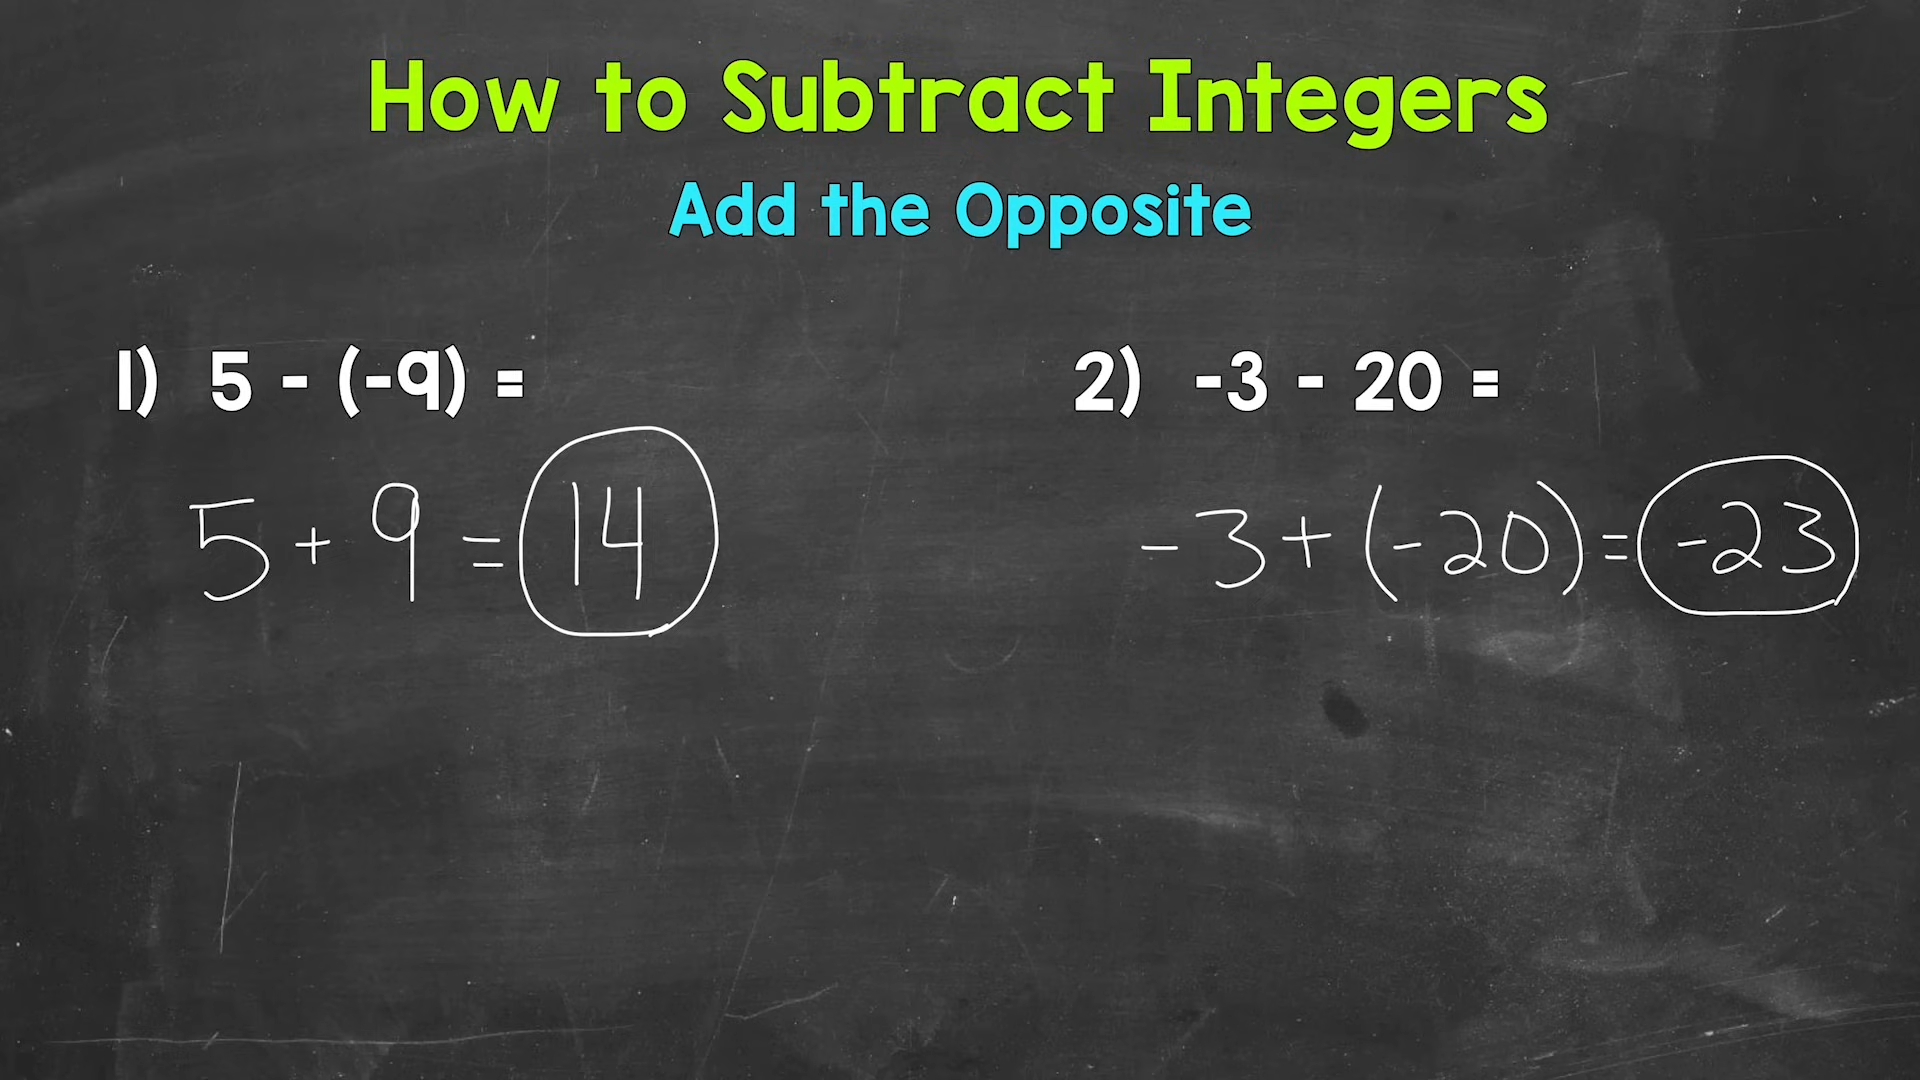 How to Subtract Integers
Add the Opposite
1) 5 - (-9) =
5 + 9 = 14
2) -3 - 20 =
-3 + (-20) = -23